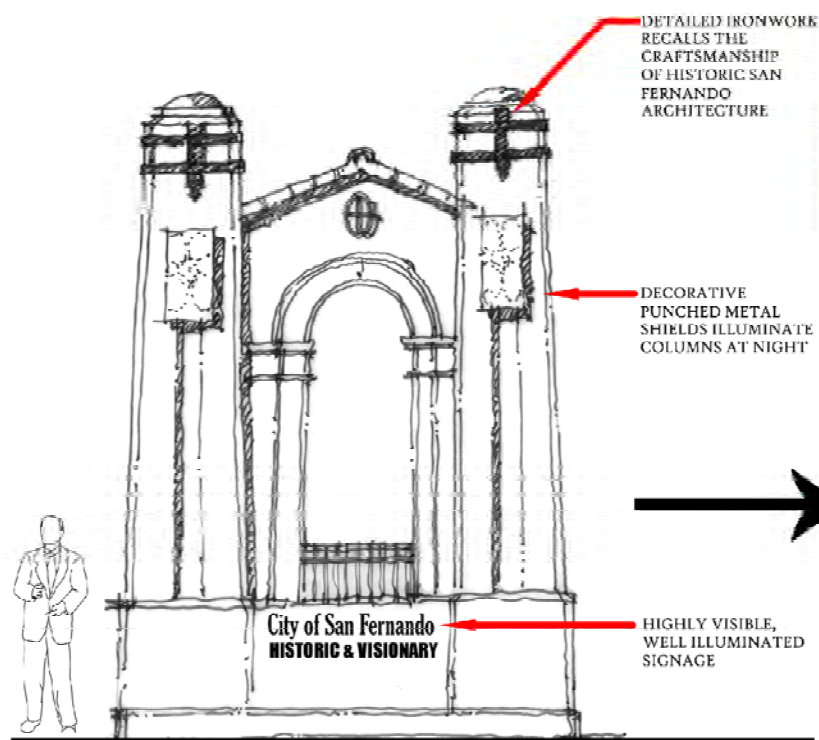 DETAILED IRONWORK
RECALLS THE
CRAFTSMANSHIP
OF HISTORIC SAN
FERNANDO
ARCHITECTURE
DECORATIVE
PUNCHED METAL
SHIELDS ILLUMINATE
COLUMNS AT NIGHT
City of San Fernando
HISTORIC & VISIONARY
HIGHLY VISIBLE,
WELL ILLUMINATED
SIGNAGE